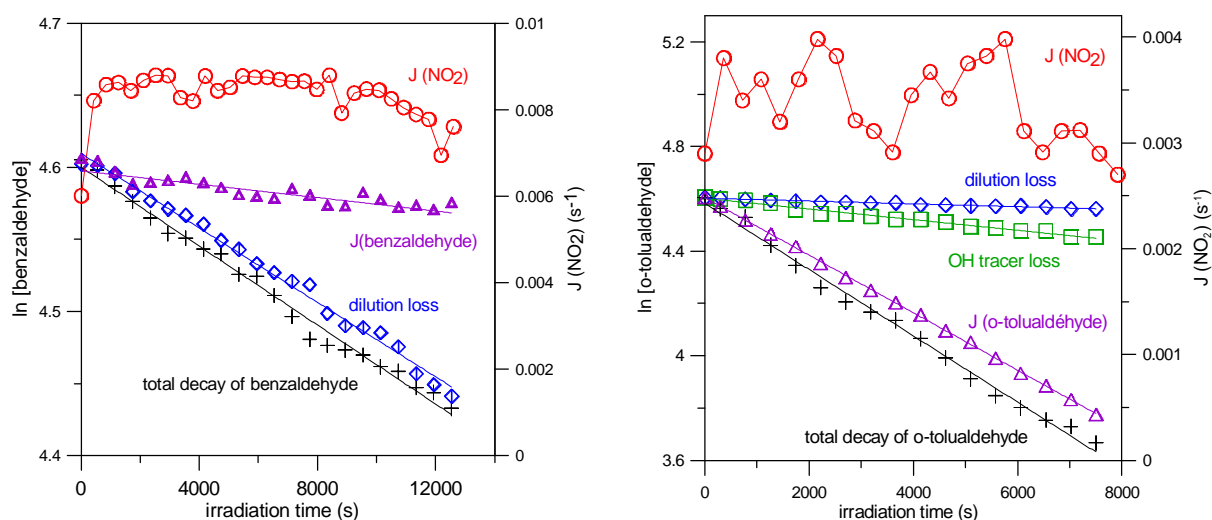 4.7
4.6
4.5
4.4
ln [benzaldehyde]
0
4000
8000
12000
irradiation time (s)
0.01
0.008
0.006
0.004
0.002
0
J (NO2) (s⁻¹)
J (NO2)
J(benzaldehyde)
dilution loss
total decay of benzaldehyde
5.2
4.8
4.4
4
3.6
ln [o-tolualdehyde]
0
2000
4000
6000
8000
irradiation time (s)
0.004
0.003
0.002
0.001
0
J (NO₂) (s⁻¹)
J (NO₂)
dilution loss
OH tracer loss
J (o-tolualdéhyde)
total decay of o-tolualdehyde